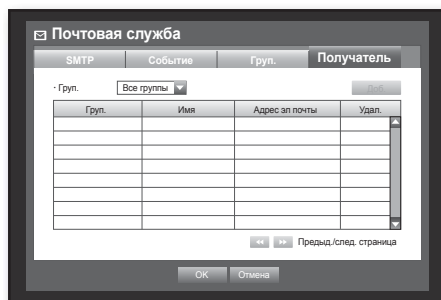 Почтовая служба
SMTP Событие Груп. Получатель
· Груп. Все группы Доб.
Груп. Имя Адрес эл почты Удал.
Предыд./след. страница
OK Отмена